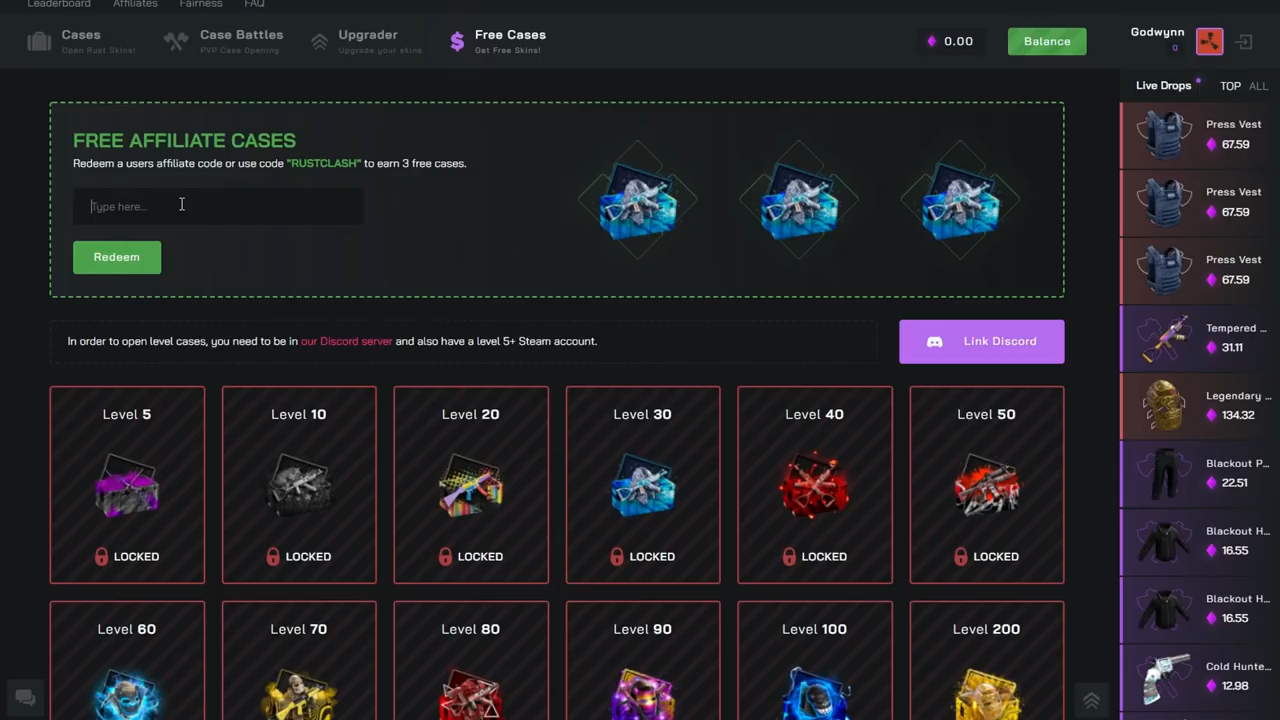 Leaderboard Affiliates Fairness FAQ
Cases
Open Rust Skins!
Case Battles
PVP Case Opening
Upgrader
Upgrade your skins
Free Cases
Get Free Skins!
0.00
Balance
Godwynn
0
Live Drops TOP ALL
FREE AFFILIATE CASES
Redeem a users affiliate code or use code "RUSTCLASH" to earn 3 free cases.
Type here...
Redeem
In order to open level cases, you need to be in our Discord server and also have a level 5+ Steam account.
Link Discord
Level 5
LOCKED
Level 10
LOCKED
Level 20
LOCKED
Level 30
LOCKED
Level 40
LOCKED
Level 50
LOCKED
Level 60
Level 70
Level 80
Level 90
Level 100
Level 200
Press Vest
67.59
Press Vest
67.59
Press Vest
67.59
Tempered ...
31.11
Legendary ...
134.32
Blackout P...
22.51
Blackout H...
16.55
Blackout H...
16.55
Cold Hunte...
12.98